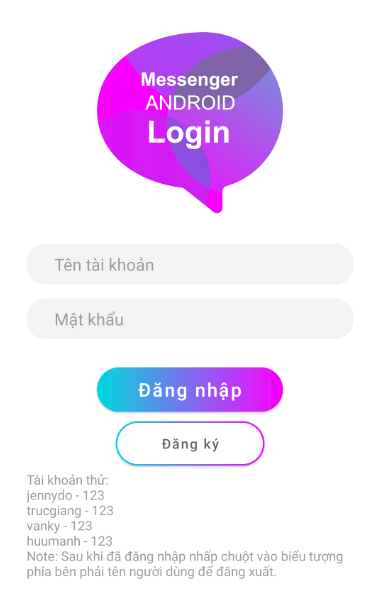 Messenger
ANDROID
Login
Tên tài khoản
Mật khẩu
Đăng nhập
Đăng ký
Tài khoản thử:
jennydo - 123
trucgiang - 123
vanky - 123
huumanh - 123
Note: Sau khi đã đăng nhập nhấp chuột vào biểu tượng
phía bên phải tên người dùng để đăng xuất.